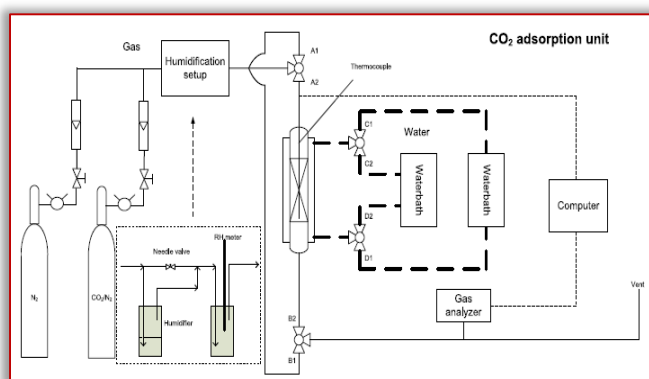 CO₂ adsorption unit
Gas
Humidification
setup
A1
A2
Thermocouple
C1
Water
C2
Waterbath
Waterbath
Computer
D2
D1
Needle valve
RH meter
Humidifier
N₂
CO₂/N₂
Gas
analyzer
Vent
B2
B1